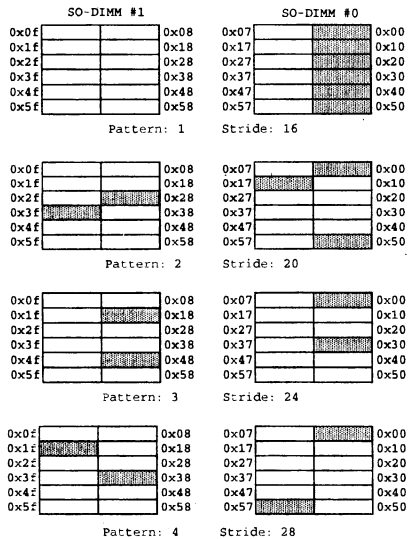 SO-DIMM #1 SO-DIMM #0
0x0f 0x08 0x07 0x00
0x1f 0x18 0x17 0x10
0x2f 0x28 0x27 0x20
0x3f 0x38 0x37 0x30
0x4f 0x48 0x47 0x40
0x5f 0x58 0x57 0x50
Pattern: 1 Stride: 16
0x0f 0x08 0x07 0x00
0x1f 0x18 0x17 0x10
0x2f 0x28 0x27 0x20
0x3f 0x38 0x37 0x30
0x4f 0x48 0x47 0x40
0x5f 0x58 0x57 0x50
Pattern: 2 Stride: 20
0x0f 0x08 0x07 0x00
0x1f 0x18 0x17 0x10
0x2f 0x28 0x27 0x20
0x3f 0x38 0x37 0x30
0x4f 0x48 0x47 0x40
0x5f 0x58 0x57 0x50
Pattern: 3 Stride: 24
0x0f 0x08 0x07 0x00
0x1f 0x18 0x17 0x10
0x2f 0x28 0x27 0x20
0x3f 0x38 0x37 0x30
0x4f 0x48 0x47 0x40
0x5f 0x58 0x57 0x50
Pattern: 4 Stride: 28